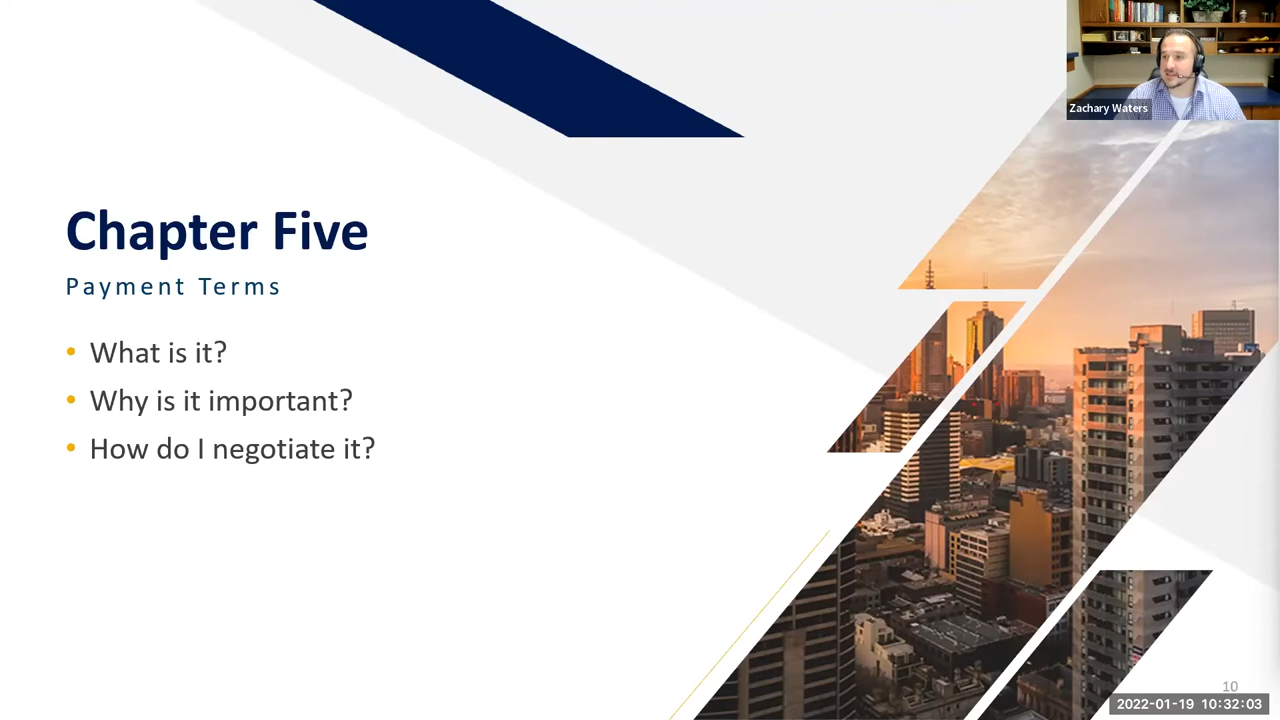 Chapter Five
Payment Terms
• What is it?
• Why is it important?
• How do I negotiate it?
Zachary Waters
10
2022-01-19 10:32:03